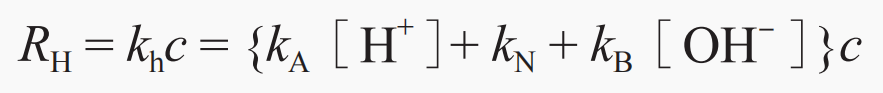 R_H = k_h c = {k_A [ H^+ ] + k_N + k_B [ OH^− ] }c